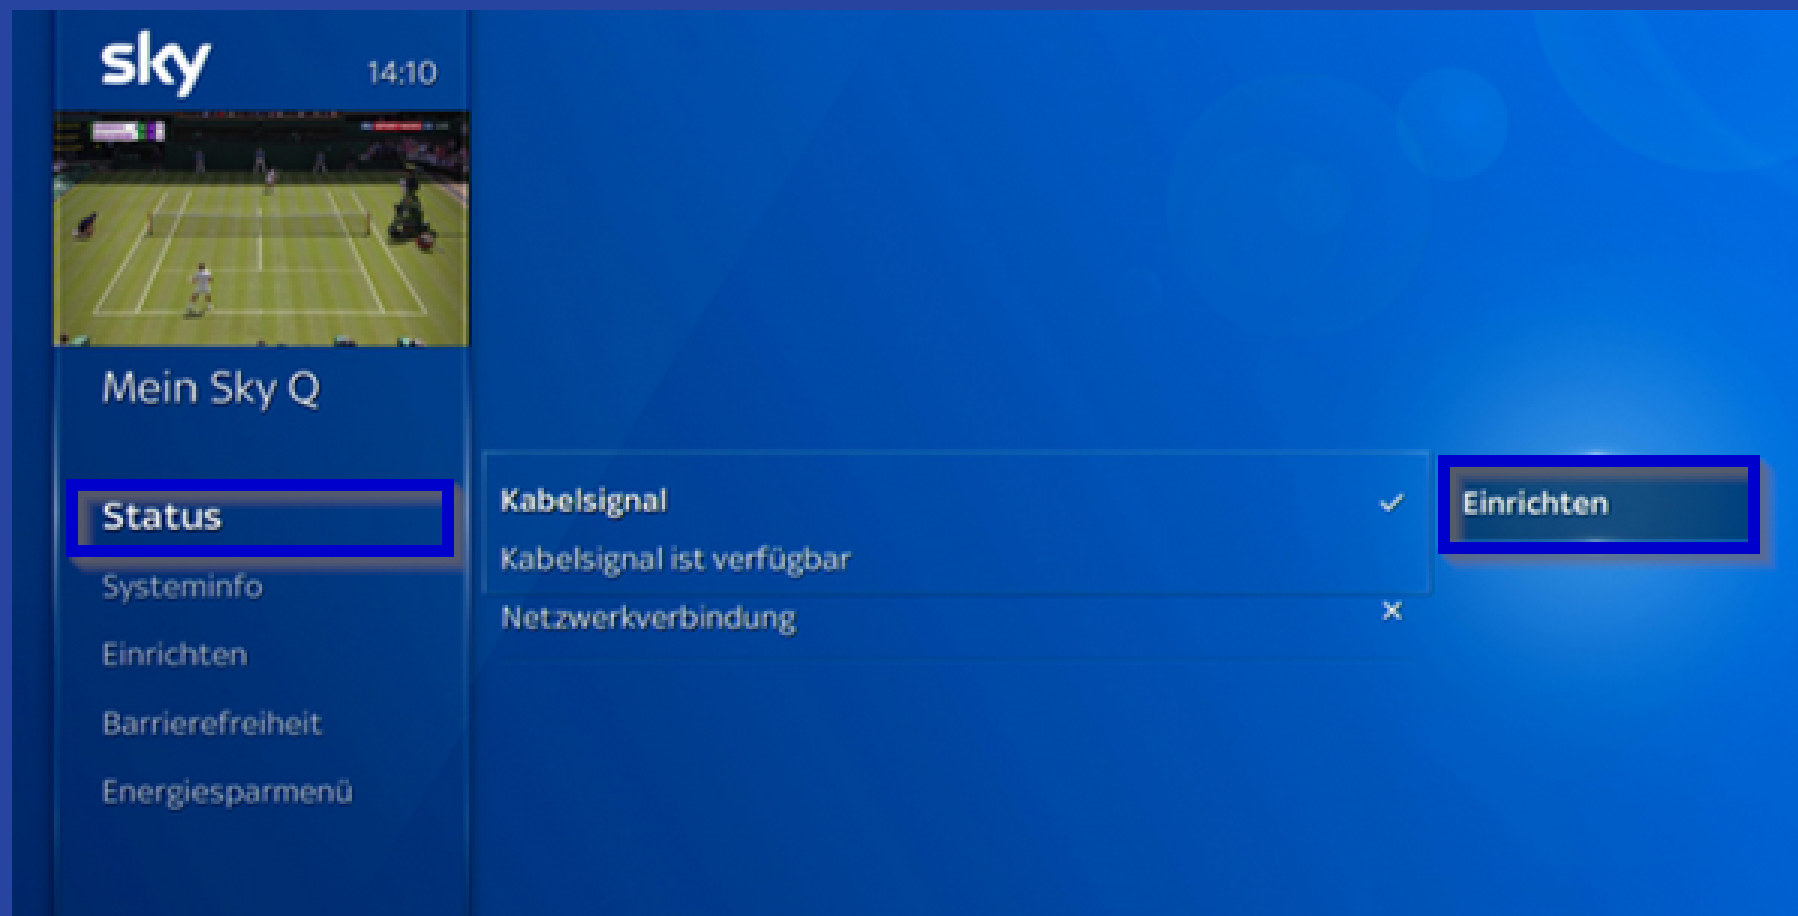 sky
14:10
Mein Sky Q
Status
Systeminfo
Einrichten
Barrierefreiheit
Energiesparmenü
Kabelsignal
Kabelsignal ist verfügbar
Netzwerkverbindung
Einrichten